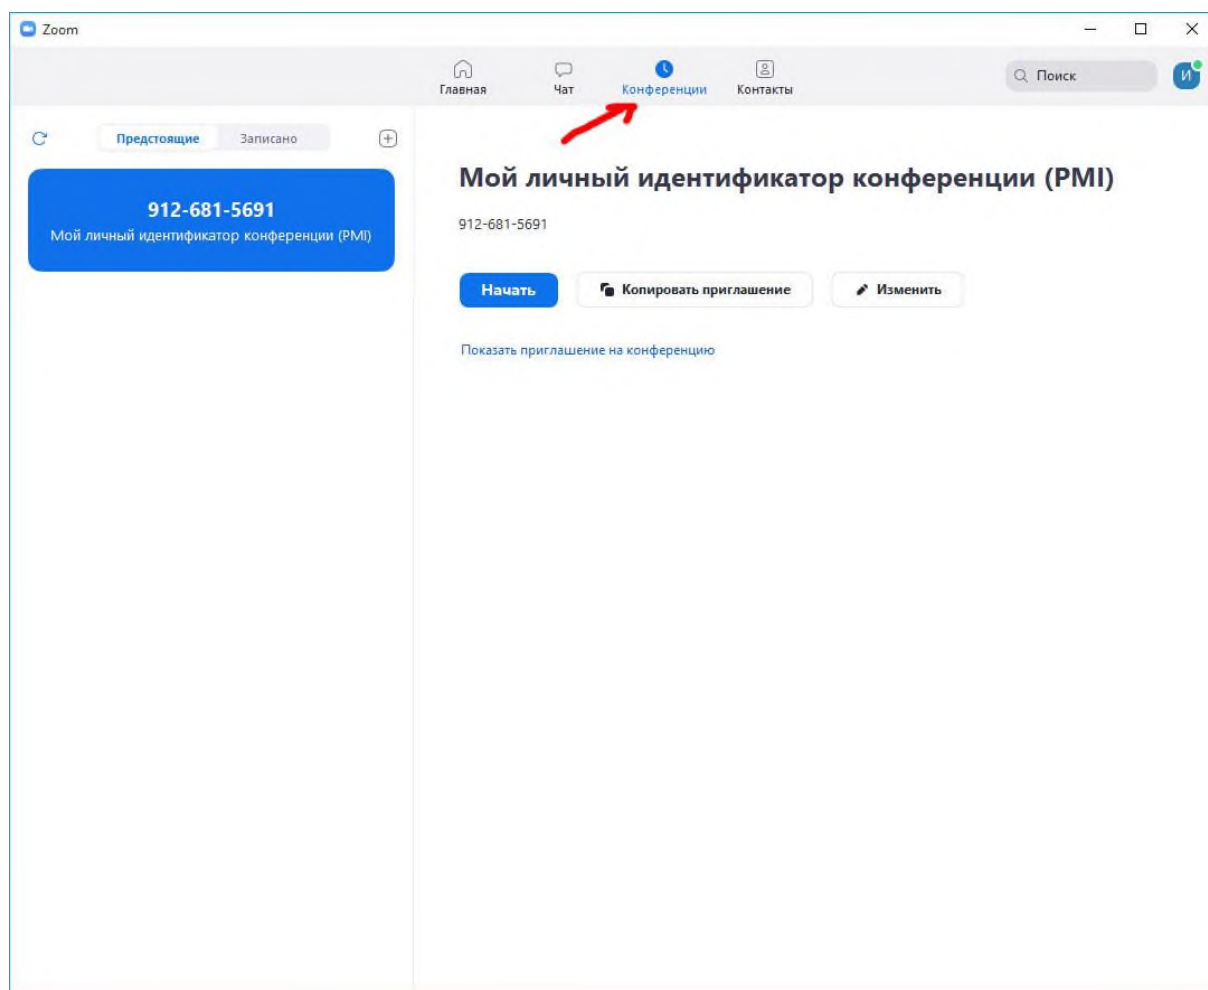 Zoom
Главная
Чат
Конференции
Контакты
Поиск
И
Предстоящие
Записано
912-681-5691
Мой личный идентификатор конференции (PMI)
Мой личный идентификатор конференции (PMI)
912-681-5691
Начать
Копировать приглашение
Изменить
Показать приглашение на конференцию